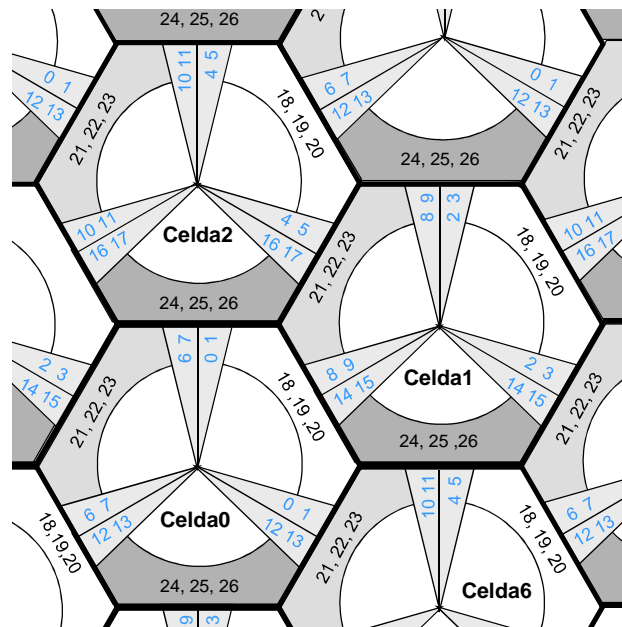 24, 25, 26
2
0 1
12 13
21, 22, 23
10 11
4 5
18, 19, 20
6 7
12 13
0 1
12 13
24, 25, 26
21, 22, 23
10 11
16 17
Celda2
4 5
16 17
24, 25, 26
8 9
2 3
21, 22, 23
18, 19, 20
10 11
16 17
2 3
14 15
6 7
0 1
21, 22, 23
18 ,19 ,20
8 9
14 15
Celda1
2 3
14 15
24, 25 ,26
21, 22, 23
6 7
12 13
Celda0
0 1
12 13
24, 25, 26
18,19,20
10 11
4 5
21, 22, 23
18, 19, 20
Celda6
6 7
12 13
9
3